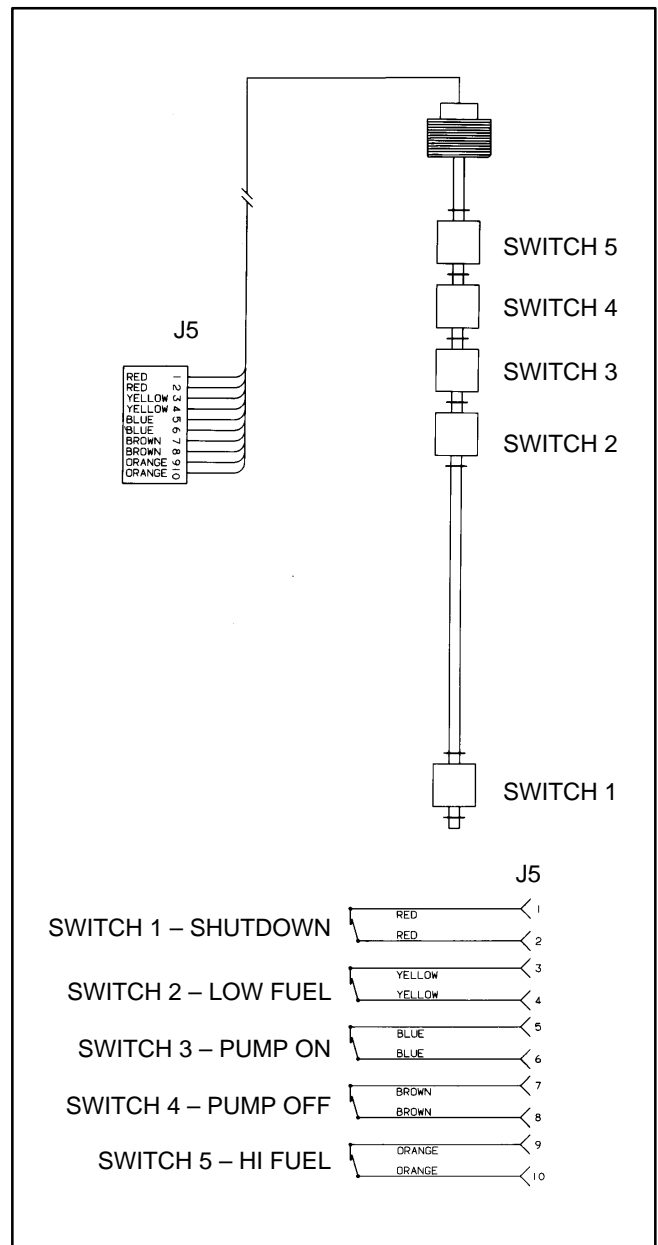 SWITCH 5
SWITCH 4
J5
SWITCH 3
RED 1
RED 2
YELLOW 3
YELLOW 4
BLUE 5
BLUE 6
BROWN 7
BROWN 8
ORANGE 9
ORANGE 10
SWITCH 2
SWITCH 1
J5
SWITCH 1 – SHUTDOWN
RED 1
RED 2
SWITCH 2 – LOW FUEL
YELLOW 3
YELLOW 4
SWITCH 3 – PUMP ON
BLUE 5
BLUE 6
SWITCH 4 – PUMP OFF
BROWN 7
BROWN 8
SWITCH 5 – HI FUEL
ORANGE 9
ORANGE 10